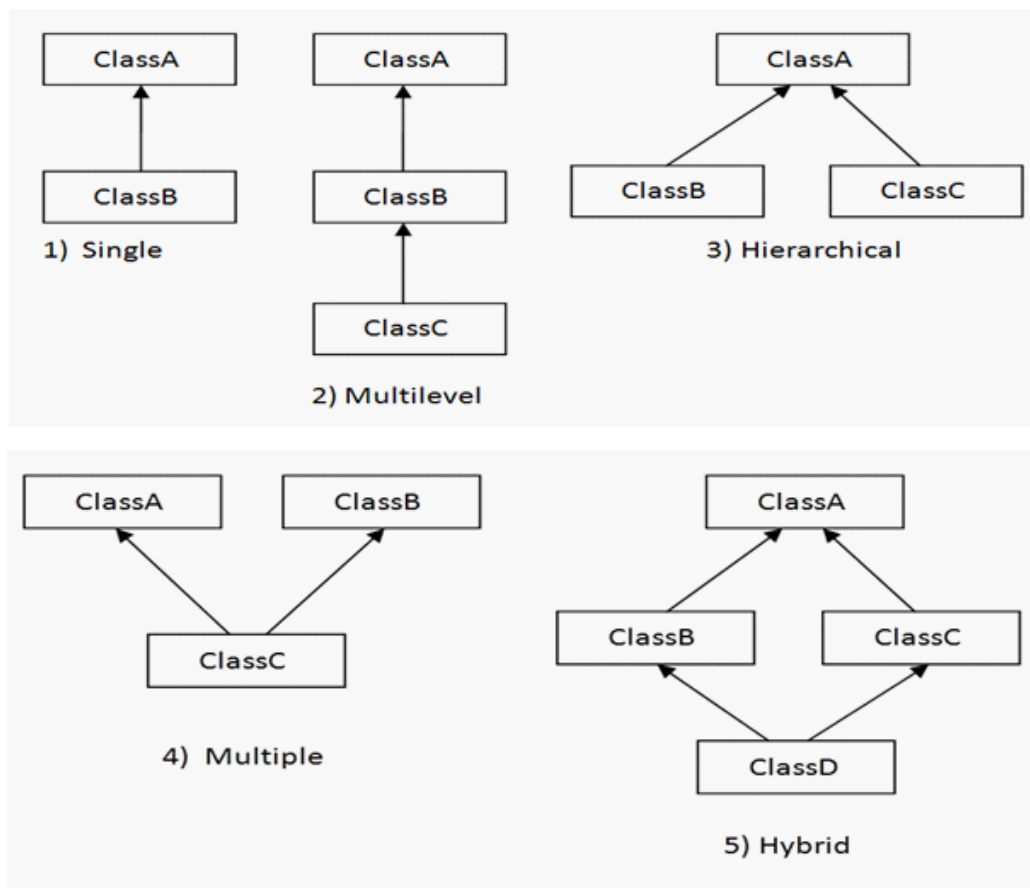 ClassA
ClassB
1) Single
ClassA
ClassB
ClassC
2) Multilevel
ClassA
ClassB
ClassC
3) Hierarchical
ClassA
ClassB
ClassC
4) Multiple
ClassA
ClassB
ClassC
ClassD
5) Hybrid